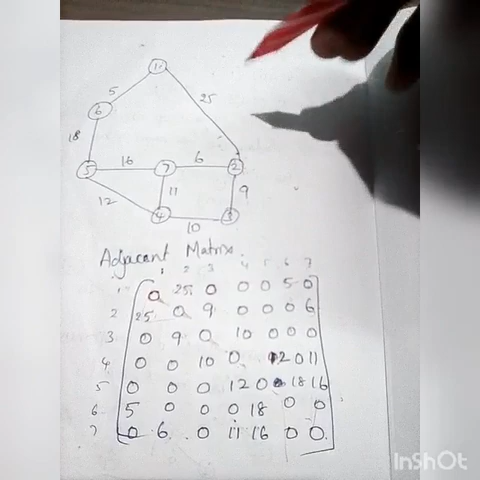 1
5
25
6
18
5
16
7
6
2
12
11
9
4
10
3
Adjacent Matrix.
1 2 3 4 5 6 7
1 0 25 0 0 0 5 0
2 25 0 9 0 0 0 6
3 0 9 0 10 0 0 0
4 0 0 10 0 12 0 11
5 0 0 0 12 0 18 16
6 5 0 0 0 18 0 0
7 0 6 0 11 16 0 0
InShOt